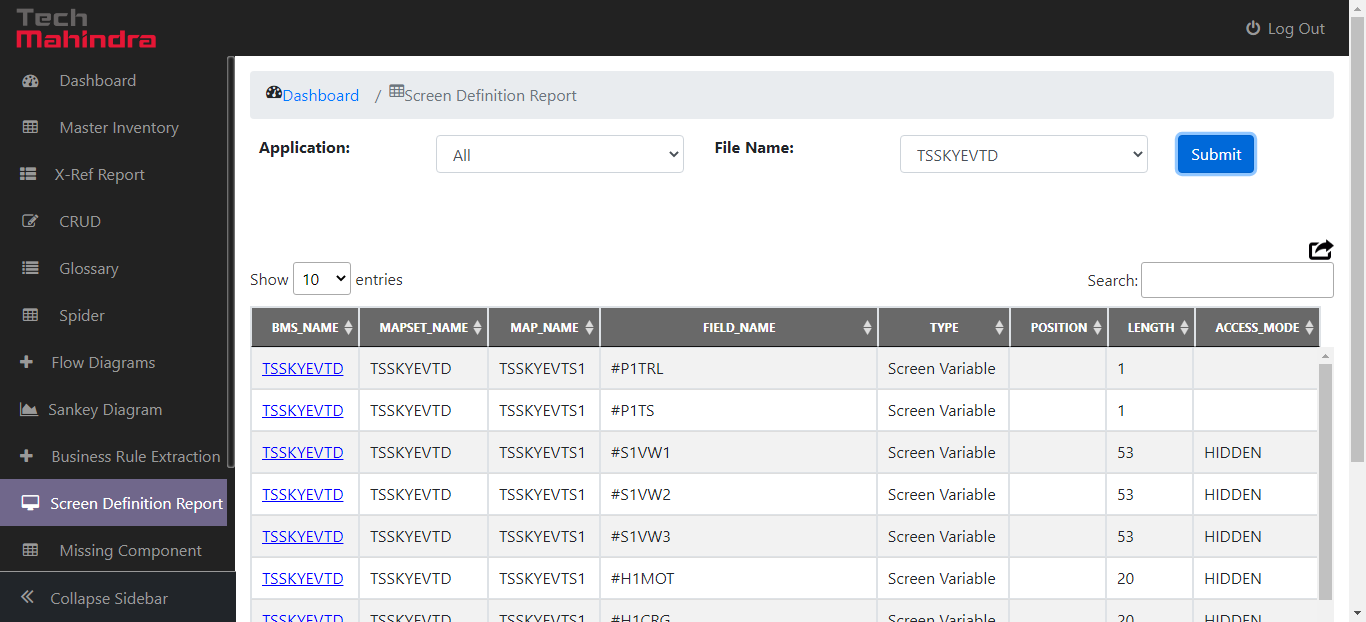 Tech
Mahindra
Log Out
Dashboard
Master Inventory
X-Ref Report
CRUD
Glossary
Spider
Flow Diagrams
Sankey Diagram
Business Rule Extraction
Screen Definition Report
Missing Component
Collapse Sidebar
Dashboard / Screen Definition Report
Application: All File Name: TSSKYEVTD Submit
Show 10 entries Search:
BMS_NAME MAPSET_NAME MAP_NAME FIELD_NAME TYPE POSITION LENGTH ACCESS_MODE
TSSKYEVTD TSSKYEVTD TSSKYEVTS1 #P1TRL Screen Variable 1
TSSKYEVTD TSSKYEVTD TSSKYEVTS1 #P1TS Screen Variable 1
TSSKYEVTD TSSKYEVTD TSSKYEVTS1 #S1VW1 Screen Variable 53 HIDDEN
TSSKYEVTD TSSKYEVTD TSSKYEVTS1 #S1VW2 Screen Variable 53 HIDDEN
TSSKYEVTD TSSKYEVTD TSSKYEVTS1 #S1VW3 Screen Variable 53 HIDDEN
TSSKYEVTD TSSKYEVTD TSSKYEVTS1 #H1MOT Screen Variable 20 HIDDEN
TSSKYEVTD TSSKYEVTD TSSKYEVTS1 #H1CRG Screen Variable 20 HIDDEN